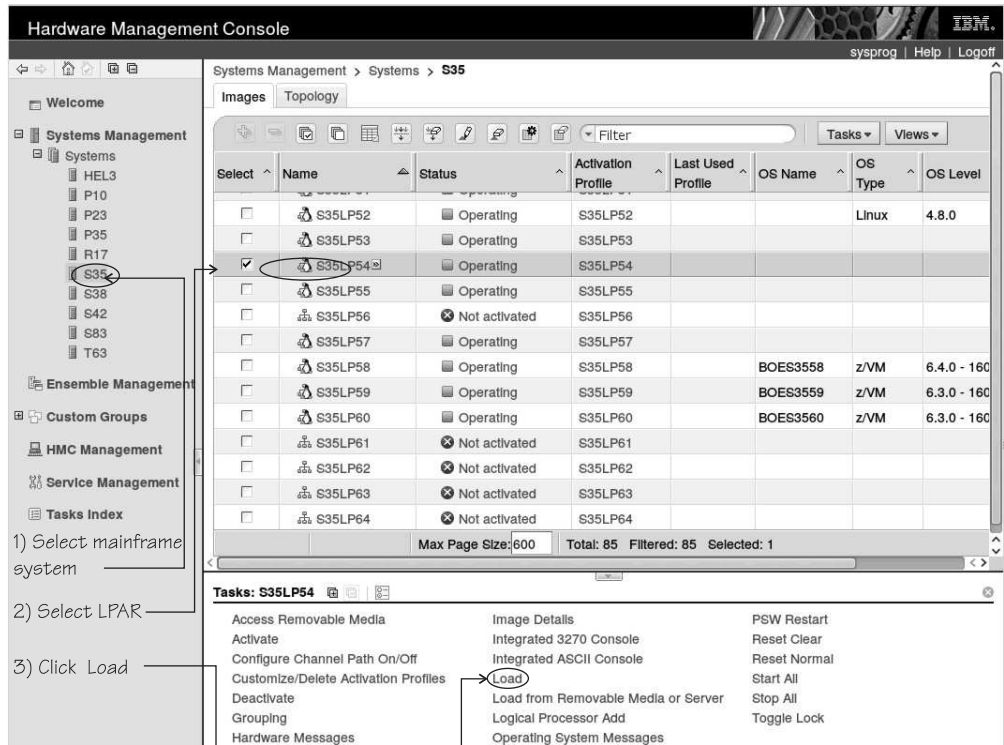 Hardware Management Console
IBM.
sysprog | Help | Logoff
Systems Management > Systems > S35
Images Topology
Welcome
Systems Management
Systems
HEL3
P10
P23
P35
R17
S35
S38
S42
S83
T63
Ensemble Management
Custom Groups
HMC Management
Service Management
Tasks Index
1) Select mainframe
system
2) Select LPAR
3) Click Load
Filter Tasks Views
Select Name Status Activation Profile Last Used Profile OS Name OS Type OS Level
S35LP52 Operating S35LP52 Linux 4.8.0
S35LP53 Operating S35LP53
S35LP54 Operating S35LP54
S35LP55 Operating S35LP55
S35LP56 Not activated S35LP56
S35LP57 Operating S35LP57
S35LP58 Operating S35LP58 BOES3558 z/VM 6.4.0 - 160
S35LP59 Operating S35LP59 BOES3559 z/VM 6.3.0 - 160
S35LP60 Operating S35LP60 BOES3560 z/VM 6.3.0 - 160
S35LP61 Not activated S35LP61
S35LP62 Not activated S35LP62
S35LP63 Not activated S35LP63
S35LP64 Not activated S35LP64
Max Page Size: 600 Total: 85 Filtered: 85 Selected: 1
Tasks: S35LP54
Access Removable Media
Activate
Configure Channel Path On/Off
Customize/Delete Activation Profiles
Deactivate
Grouping
Hardware Messages
Image Details
Integrated 3270 Console
Integrated ASCII Console
Load
Load from Removable Media or Server
Logical Processor Add
Operating System Messages
PSW Restart
Reset Clear
Reset Normal
Start All
Stop All
Toggle Lock